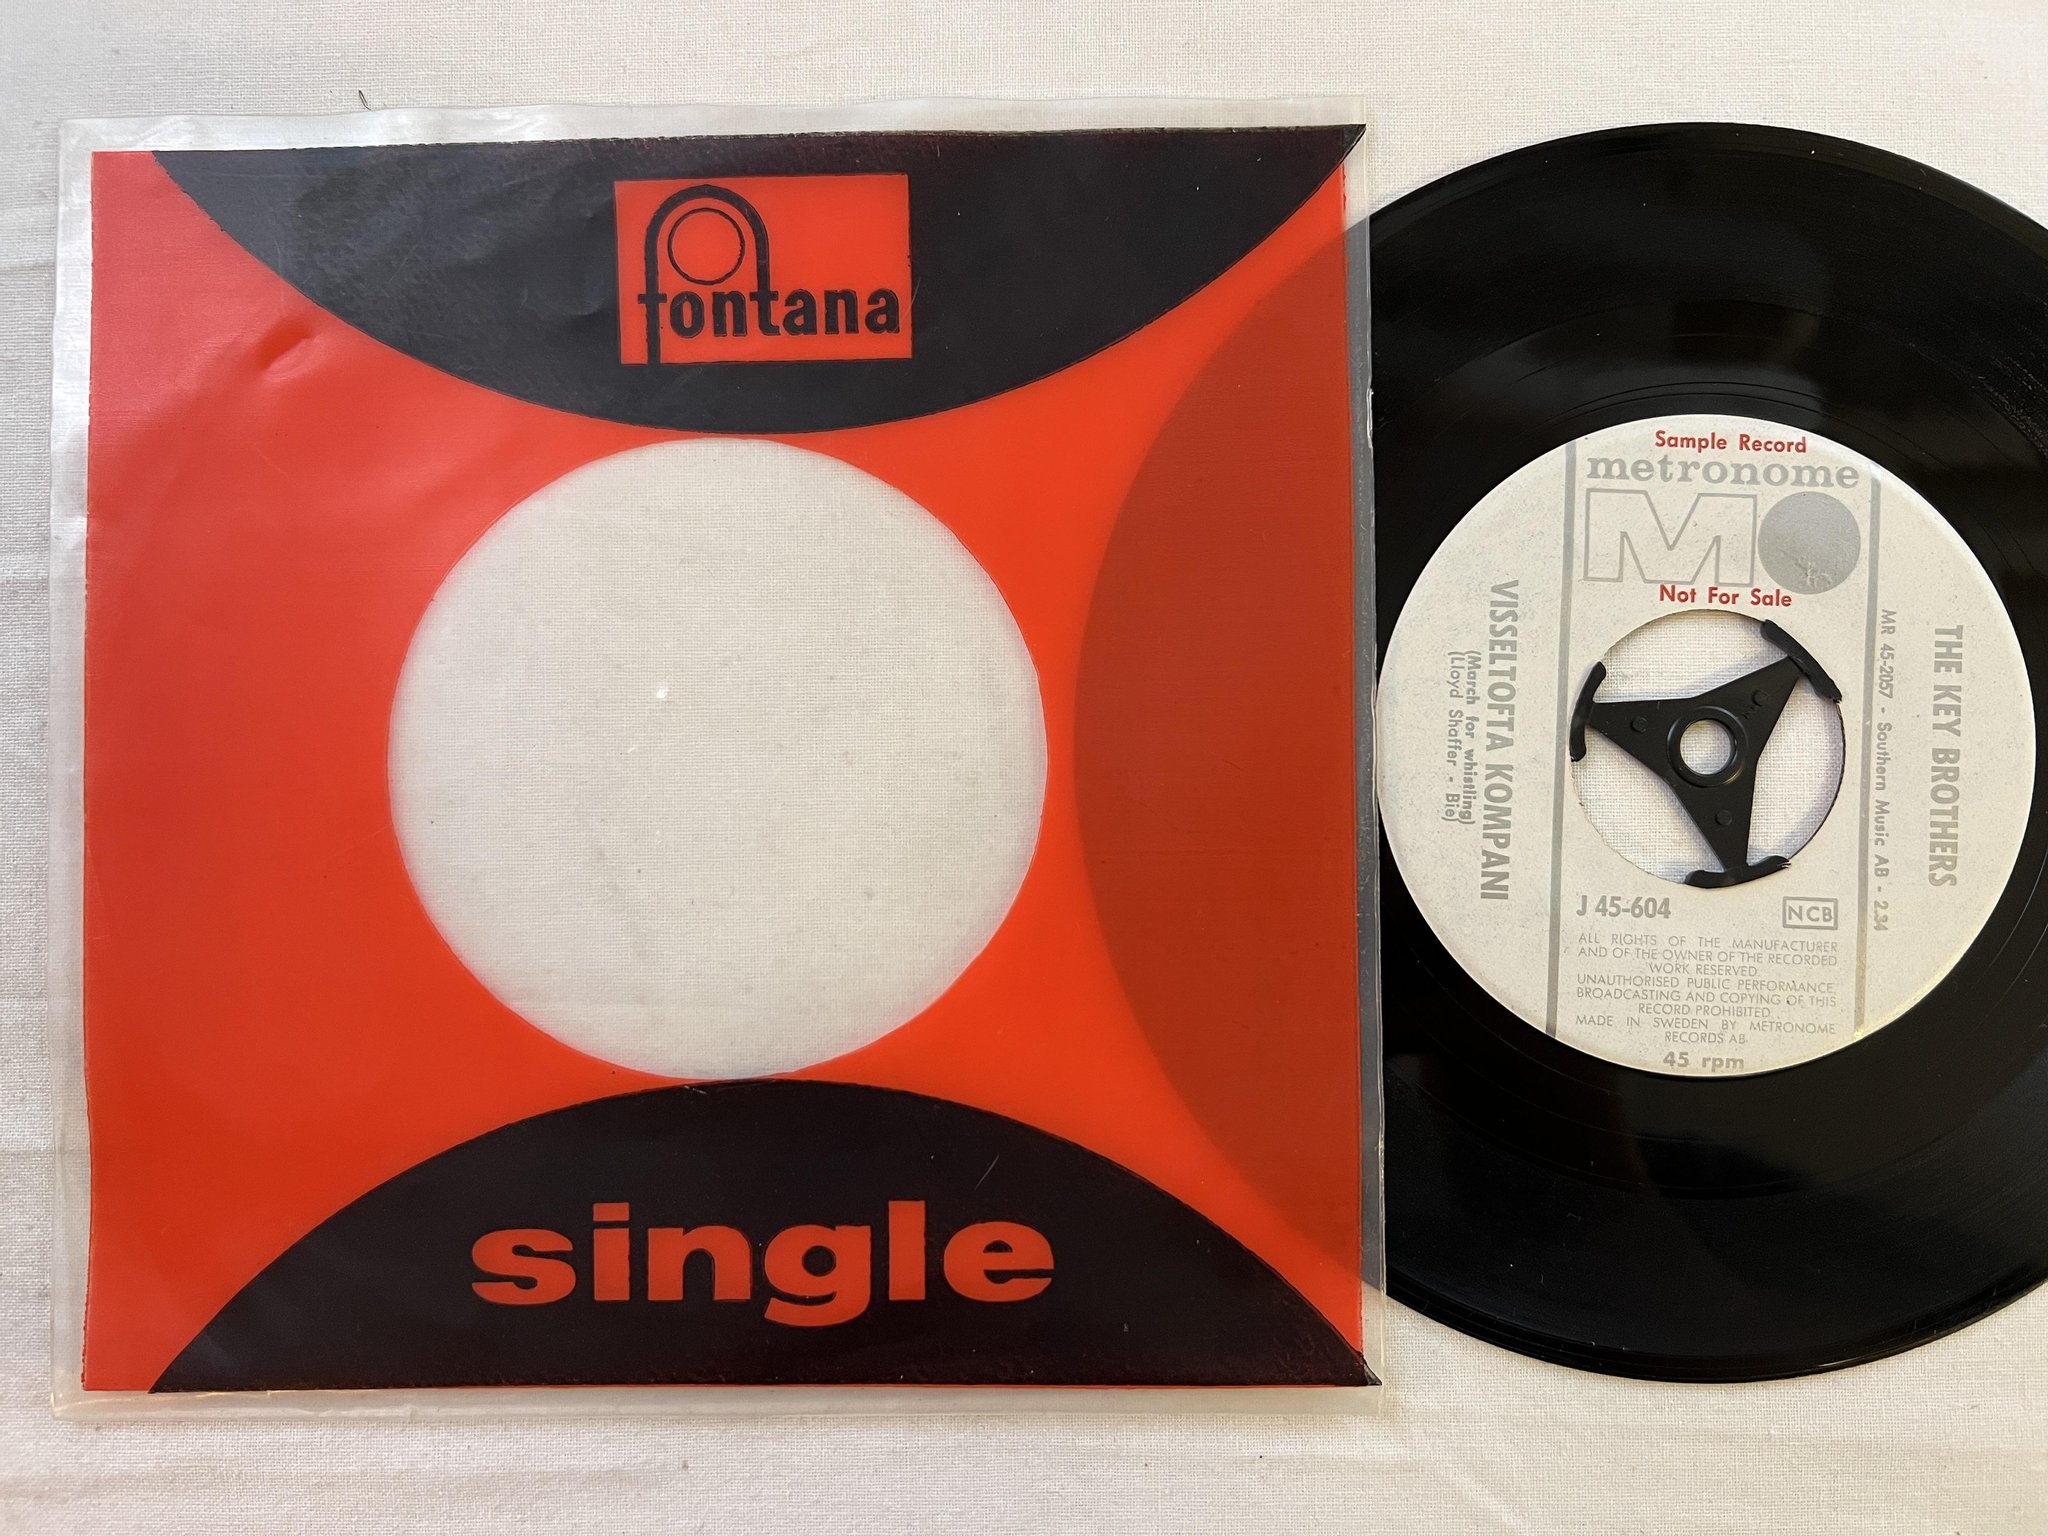 fontana
single
Sample Record
metronome
Not For Sale
THE KEY BROTHERS
MR 45-2057 - Southern Music AB - 2.34
VISSELTOFTA KOMPANI
(March for whistling)
(Lloyd Shaffer - Bie)
J 45-604
NCB
ALL RIGHTS OF THE MANUFACTURER
AND OF THE OWNER OF THE RECORDED
WORK RESERVED
UNAUTHORISED PUBLIC PERFORMANCE,
BROADCASTING AND COPYING OF THIS
RECORD PROHIBITED
MADE IN SWEDEN BY METRONOME
RECORDS AB
45 rpm